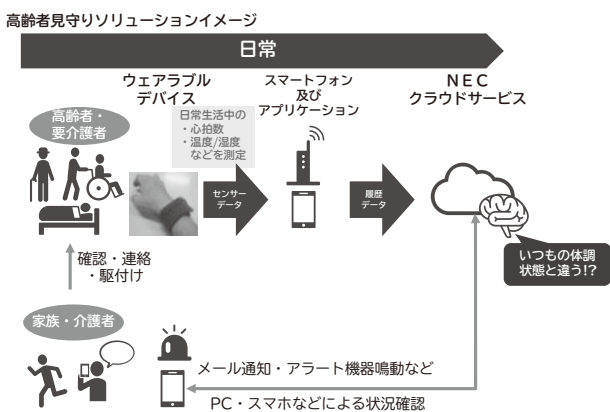 高齢者見守りソリューションイメージ
日常
ウェアラブル
デバイス
スマートフォン
及び
アプリケーション
ＮＥＣ
クラウドサービス
高齢者・
要介護者
日常生活中の
・心拍数
・温度/湿度
などを測定
センサー
データ
履歴
データ
いつもの体調
状態と違う!?
確認・連絡
・駆付け
家族・介護者
メール通知・アラート機器鳴動など
PC・スマホなどによる状況確認